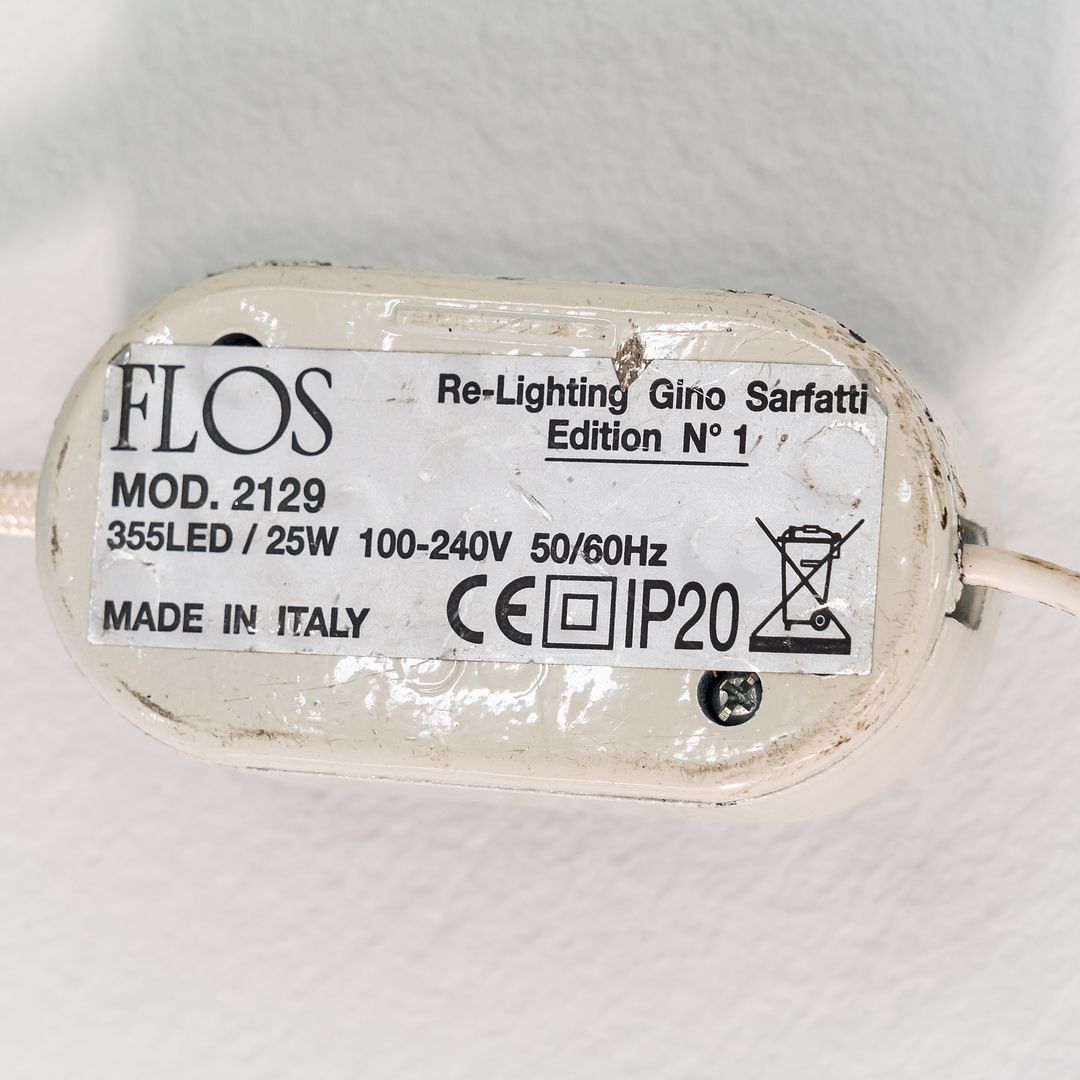 FLOS
Re-Lighting Gino Sarfatti
Edition N° 1
MOD. 2129
355LED / 25W 100-240V 50/60Hz
MADE IN ITALY
CE IP20